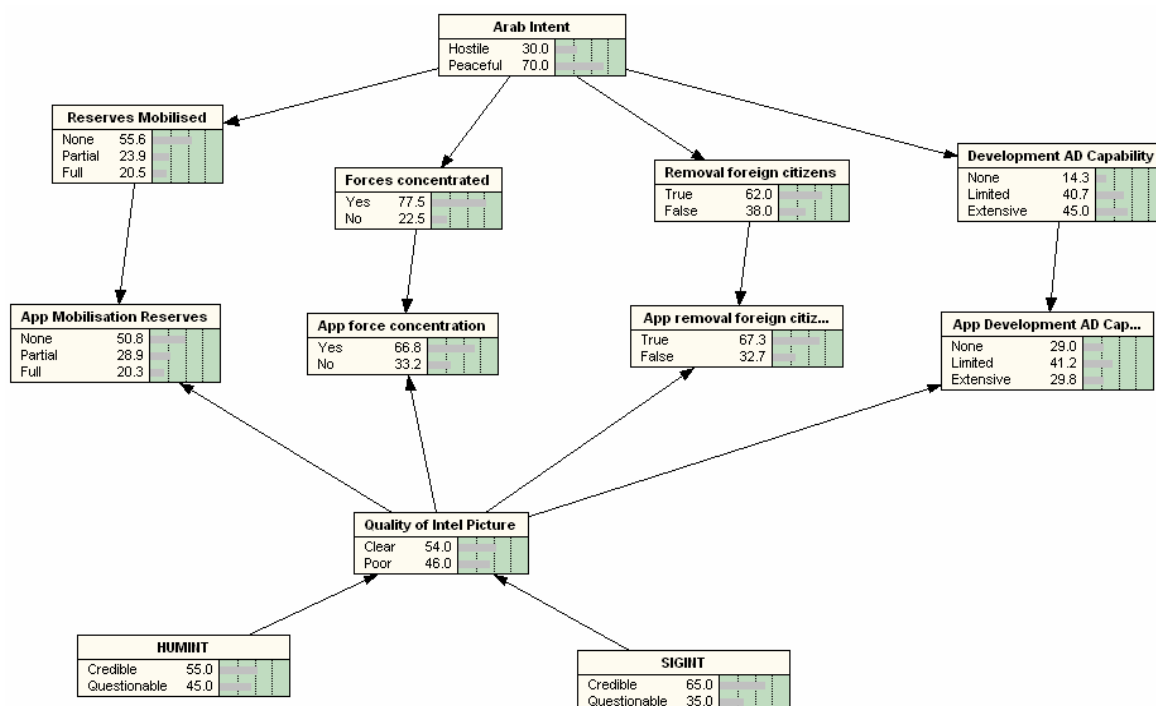 Arab Intent
Hostile 30.0
Peaceful 70.0
Reserves Mobilised
None 55.6
Partial 23.9
Full 20.5
Forces concentrated
Yes 77.5
No 22.5
Removal foreign citizens
True 62.0
False 38.0
Development AD Capability
None 14.3
Limited 40.7
Extensive 45.0
App Mobilisation Reserves
None 50.8
Partial 28.9
Full 20.3
App force concentration
Yes 66.8
No 33.2
App removal foreign citiz...
True 67.3
False 32.7
App Development AD Cap...
None 29.0
Limited 41.2
Extensive 29.8
Quality of Intel Picture
Clear 54.0
Poor 46.0
HUMINT
Credible 55.0
Questionable 45.0
SIGINT
Credible 65.0
Questionable 35.0